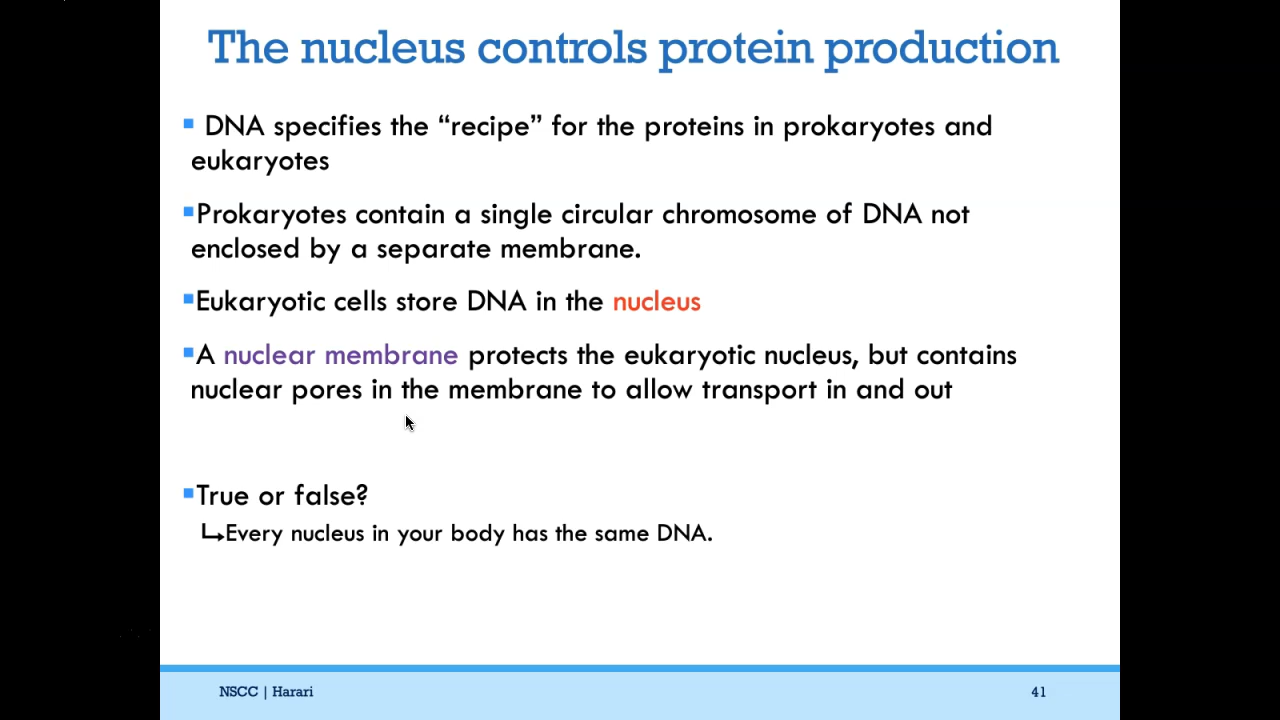 The nucleus controls protein production
▪ DNA specifies the “recipe” for the proteins in prokaryotes and
eukaryotes
▪Prokaryotes contain a single circular chromosome of DNA not
enclosed by a separate membrane.
▪Eukaryotic cells store DNA in the nucleus
▪A nuclear membrane protects the eukaryotic nucleus, but contains
nuclear pores in the membrane to allow transport in and out
▪True or false?
↳Every nucleus in your body has the same DNA.
NSCC | Harari
41